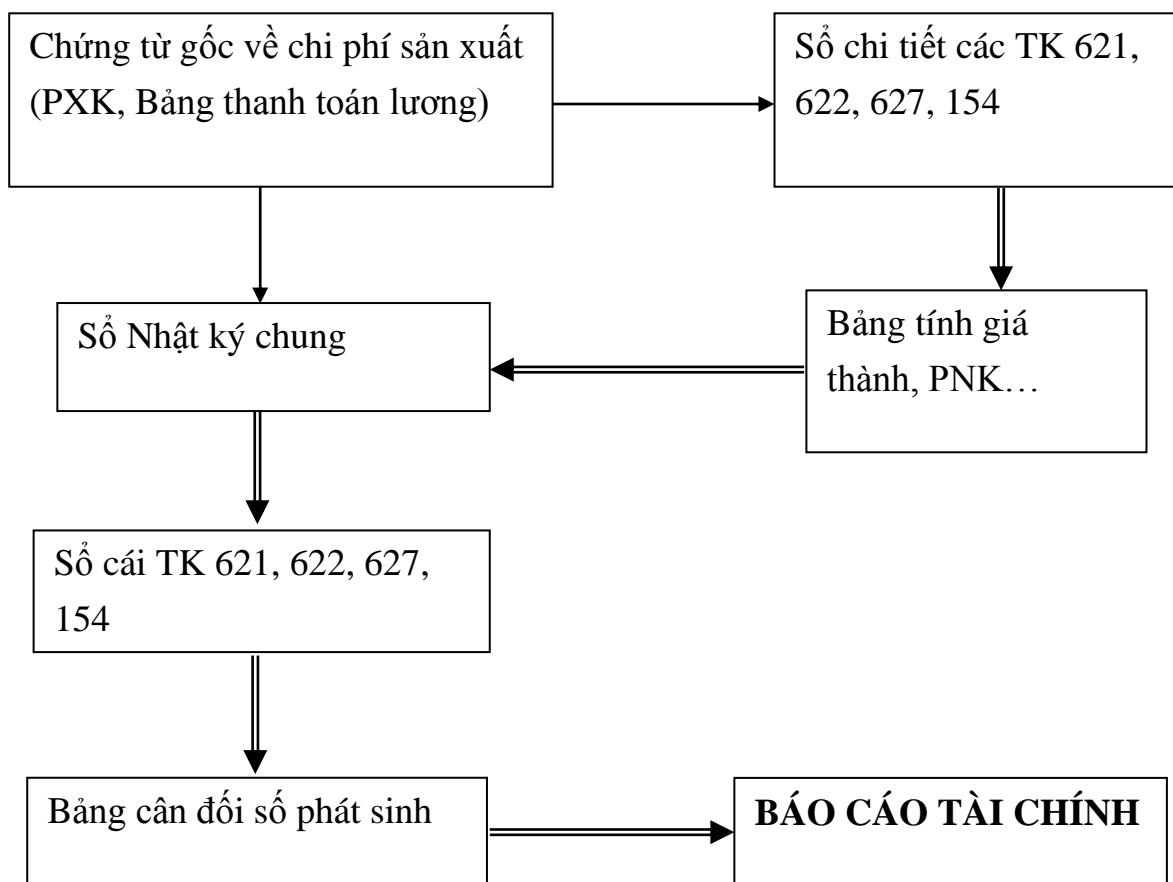 Chứng từ gốc về chi phí sản xuất
(PXK, Bảng thanh toán lương)
Sổ chi tiết các TK 621,
622, 627, 154
Sổ Nhật ký chung
Bảng tính giá
thành, PNK…
Sổ cái TK 621, 622, 627,
154
Bảng cân đối số phát sinh
BÁO CÁO TÀI CHÍNH